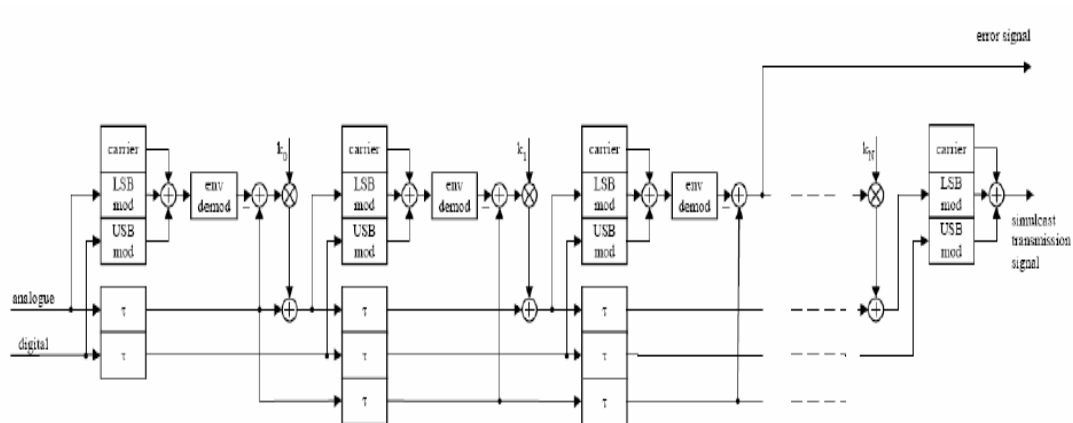 error signal
carrier
LSB
mod
USB
mod
env
demod
k0
carrier
LSB
mod
USB
mod
env
demod
k1
carrier
LSB
mod
USB
mod
env
demod
kN
carrier
LSB
mod
USB
mod
simulcast
transmission
signal
analogue
digital
τ
τ
τ
τ
τ
τ
τ
τ